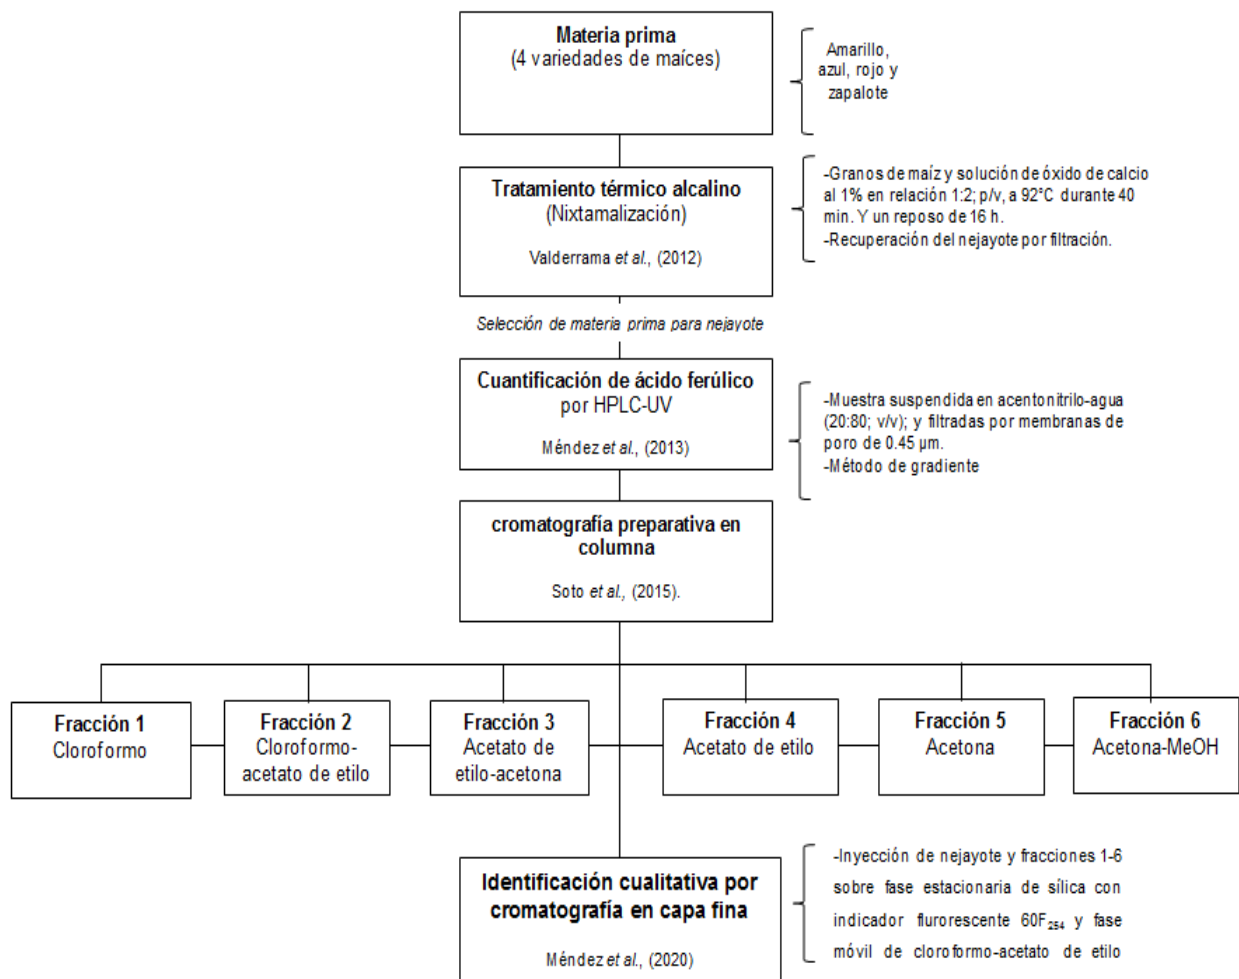 Materia prima
(4 variedades de maíces)
Amarillo,
azul, rojo y
zapalote
Tratamiento térmico alcalino
(Nixtamalización)
Valderrama et al., (2012)
-Granos de maíz y solución de óxido de calcio
al 1% en relación 1:2; p/v, a 92°C durante 40
min. Y un reposo de 16 h.
-Recuperación del nejayote por filtración.
Selección de materia prima para nejayote
Cuantificación de ácido ferúlico
por HPLC-UV
Méndez et al., (2013)
-Muestra suspendida en acentonitrilo-agua
(20:80; v/v); y filtradas por membranas de
poro de 0.45 µm.
-Método de gradiente
cromatografía preparativa en
columna
Soto et al., (2015).
Fracción 1
Cloroformo
Fracción 2
Cloroformo-
acetato de etilo
Fracción 3
Acetato de
etilo-acetona
Fracción 4
Acetato de etilo
Fracción 5
Acetona
Fracción 6
Acetona-MeOH
Identificación cualitativa por
cromatografía en capa fina
Méndez et al., (2020)
-Inyección de nejayote y fracciones 1-6
sobre fase estacionaria de sílica con
indicador flurorescente 60F₂₅₄ y fase
móvil de cloroformo-acetato de etilo